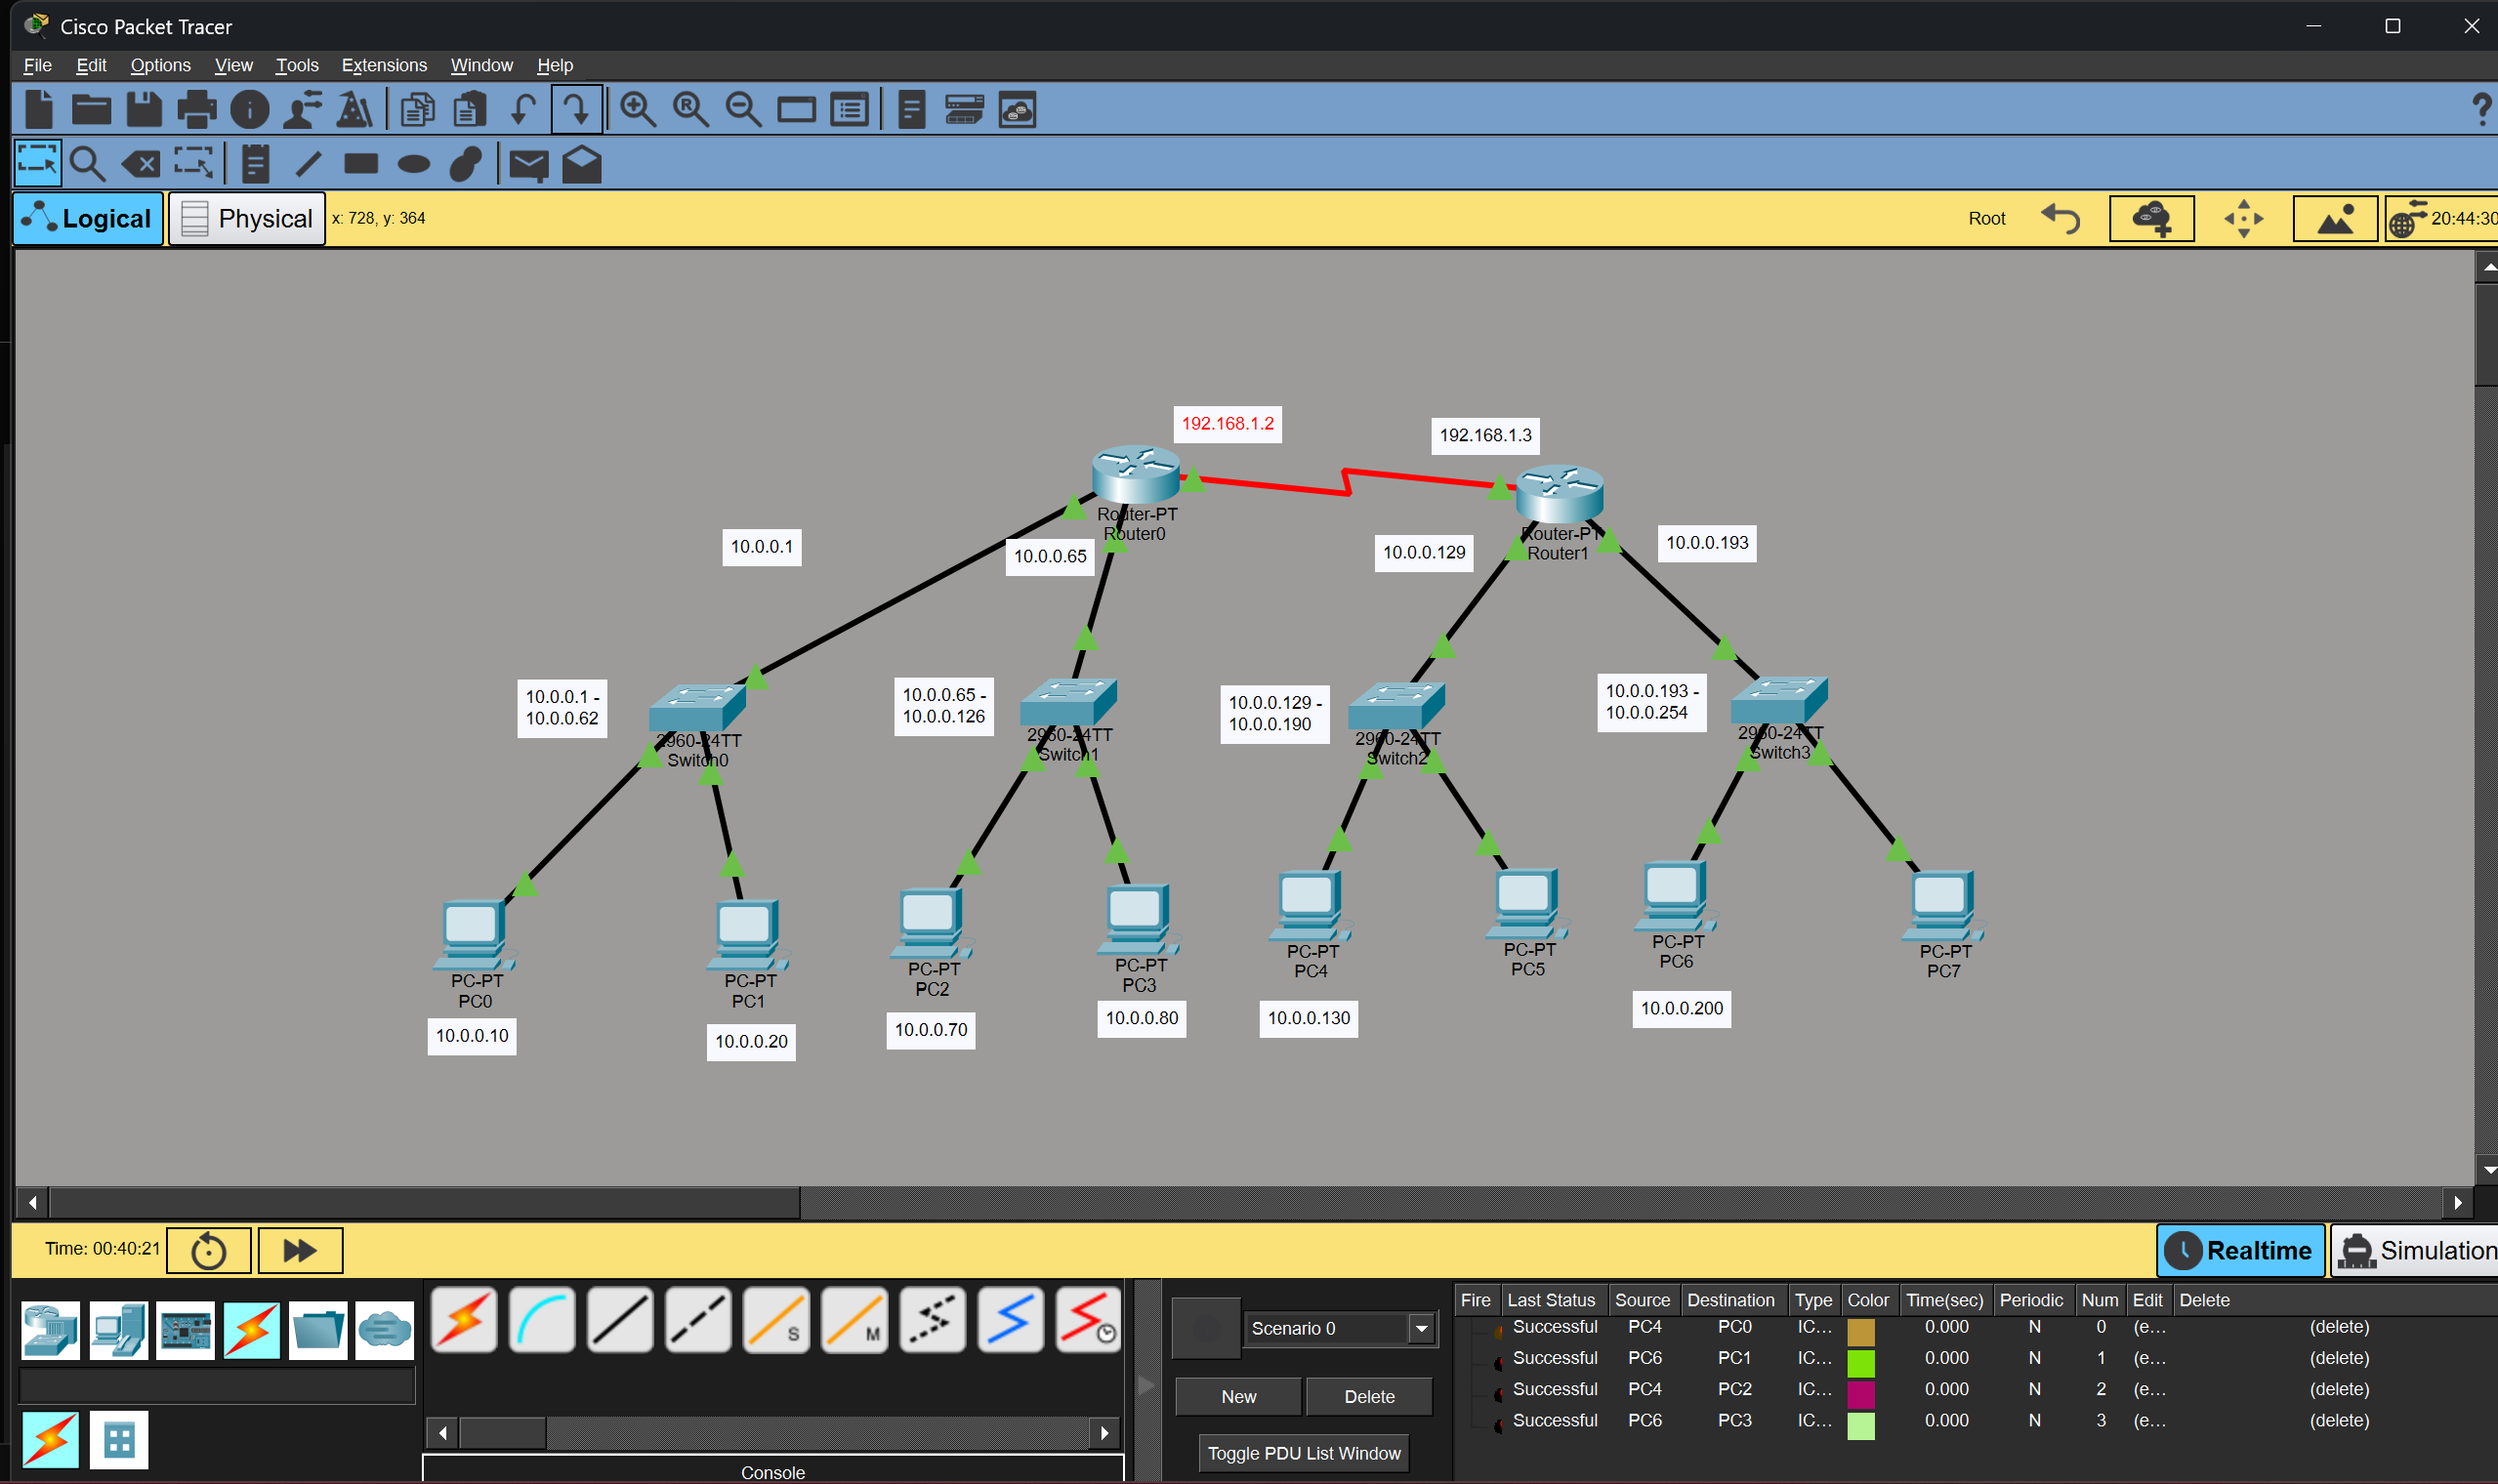 Cisco Packet Tracer
File Edit Options View Tools Extensions Window Help
Logical Physical x: 728, y: 364 Root 20:44:30
192.168.1.2
192.168.1.3
Router-PT
Router0
Router-PT
Router1
10.0.0.1
10.0.0.65
10.0.0.129
10.0.0.193
10.0.0.1 -
10.0.0.62
2960-24TT
Switch0
10.0.0.65 -
10.0.0.126
2960-24TT
Switch1
10.0.0.129 -
10.0.0.190
2960-24TT
Switch2
10.0.0.193 -
10.0.0.254
2950-24TT
Switch3
PC-PT
PC0
10.0.0.10
PC-PT
PC1
10.0.0.20
PC-PT
PC2
10.0.0.70
PC-PT
PC3
10.0.0.80
PC-PT
PC4
10.0.0.130
PC-PT
PC5
PC-PT
PC6
10.0.0.200
PC-PT
PC7
Time: 00:40:21 Realtime Simulation
S M
Scenario 0
New Delete
Toggle PDU List Window
Console
Fire Last Status Source Destination Type Color Time(sec) Periodic Num Edit Delete
Successful PC4 PC0 IC... 0.000 N 0 (e... (delete)
Successful PC6 PC1 IC... 0.000 N 1 (e... (delete)
Successful PC4 PC2 IC... 0.000 N 2 (e... (delete)
Successful PC6 PC3 IC... 0.000 N 3 (e... (delete)